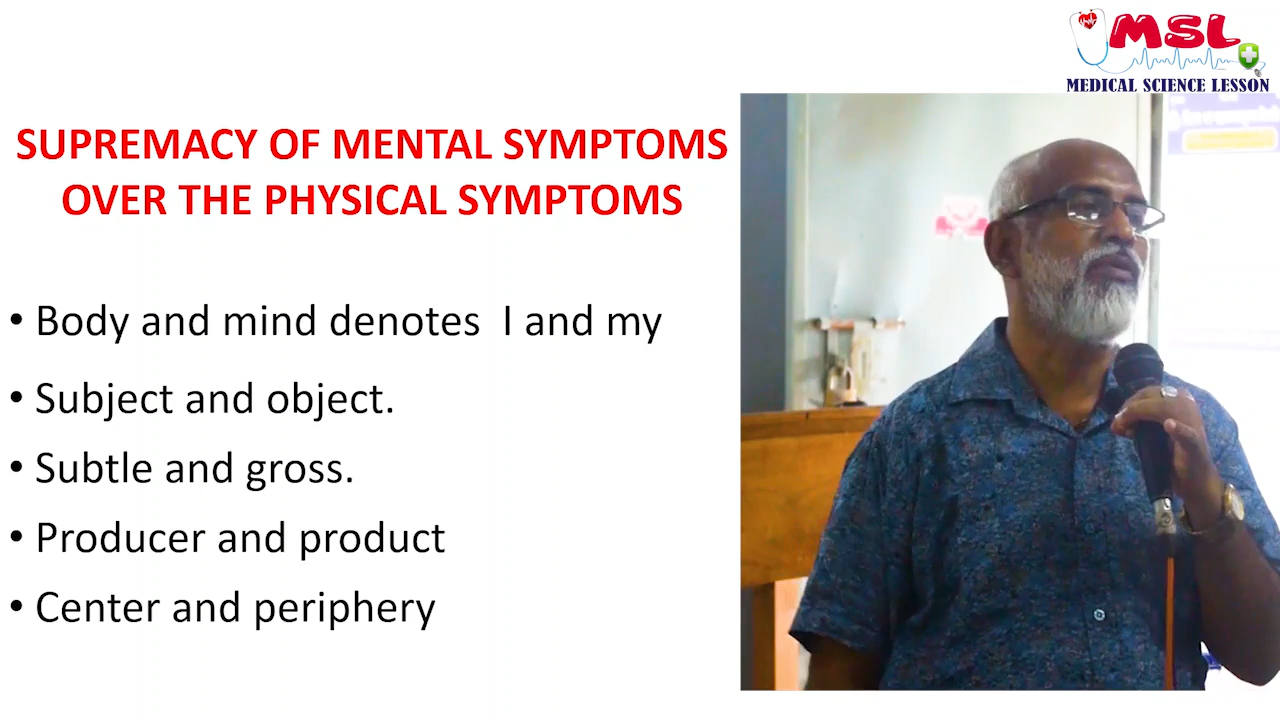 MSL
MEDICAL SCIENCE LESSON
SUPREMACY OF MENTAL SYMPTOMS
OVER THE PHYSICAL SYMPTOMS
• Body and mind denotes I and my
• Subject and object.
• Subtle and gross.
• Producer and product
• Center and periphery